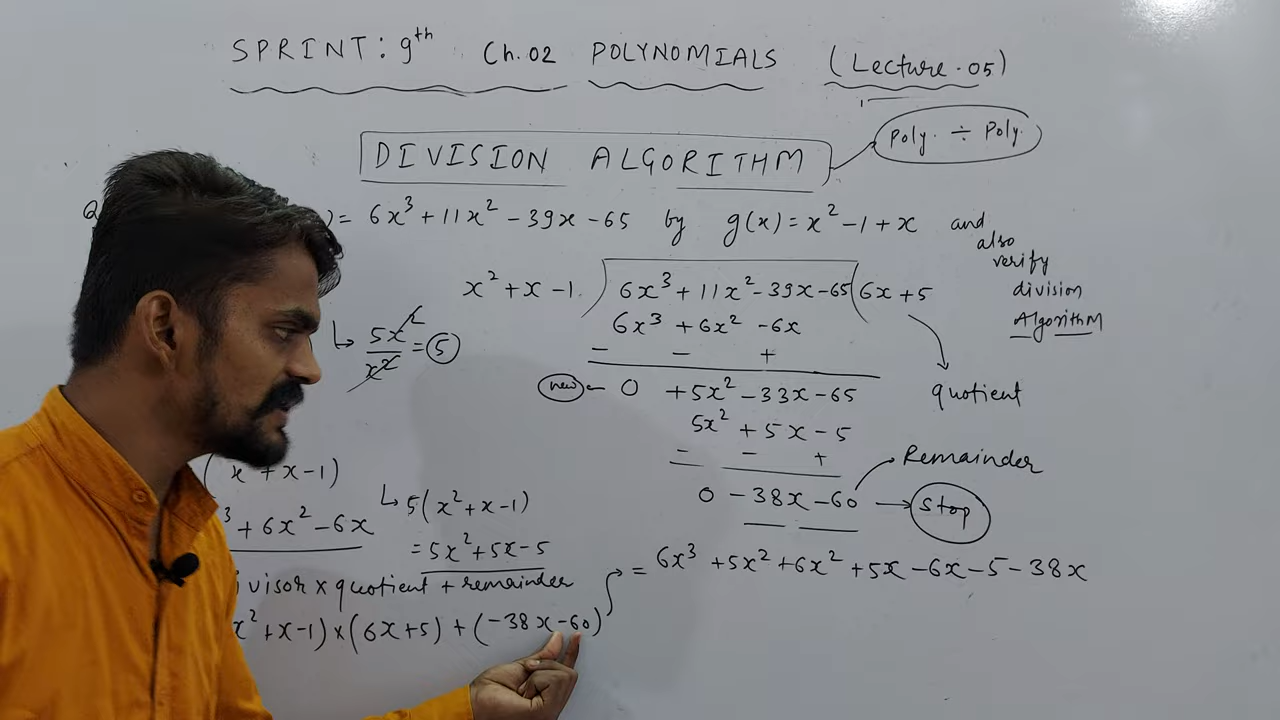 SPRINT: 9th Ch. 02 POLYNOMIALS (Lecture. 05)
DIVISION ALGORITHM
Poly. ÷ Poly.
Q ) = 6x³ + 11x² - 39x - 65 by g(x) = x² - 1 + x and
also
verify
division
Algorithm
x² + x - 1 ) 6x³ + 11x² - 39x - 65 ( 6x + 5
6x³ + 6x² - 6x
- - +
new ← 0 + 5x² - 33x - 65
quotient
5x² + 5x - 5
- - +
0 - 38x - 60 → Stop
Remainder
↳ 5x²/x² = 5
( x + x - 1)
³ + 6x² - 6x
↳ 5(x² + x - 1)
= 5x² + 5x - 5
visor × quotient + remainder
x² + x - 1) × (6x + 5) + (-38x - 60)
= 6x³ + 5x² + 6x² + 5x - 6x - 5 - 38x